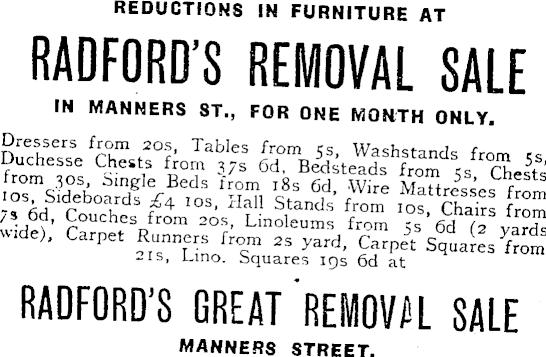 REDUCTIONS IN FURNITURE AT
RADFORD'S REMOVAL SALE
IN MANNERS ST., FOR ONE MONTH ONLY.
Dressers from 20s, Tables from 5s, Washstands from 5s,
Duchesse Chests from 37s 6d, Bedsteads from 5s, Chests
from 30s, Single Beds from 18s 6d, Wire Mattresses from
10s, Sideboards £4 10s, Hall Stands from 10s, Chairs from
7s 6d, Couches from 20s, Linoleums from 5s 6d (2 yards
wide), Carpet Runners from 2s yard, Carpet Squares from
21s, Lino. Squares 19s 6d at
RADFORD'S GREAT REMOVAL SALE
MANNERS STREET.